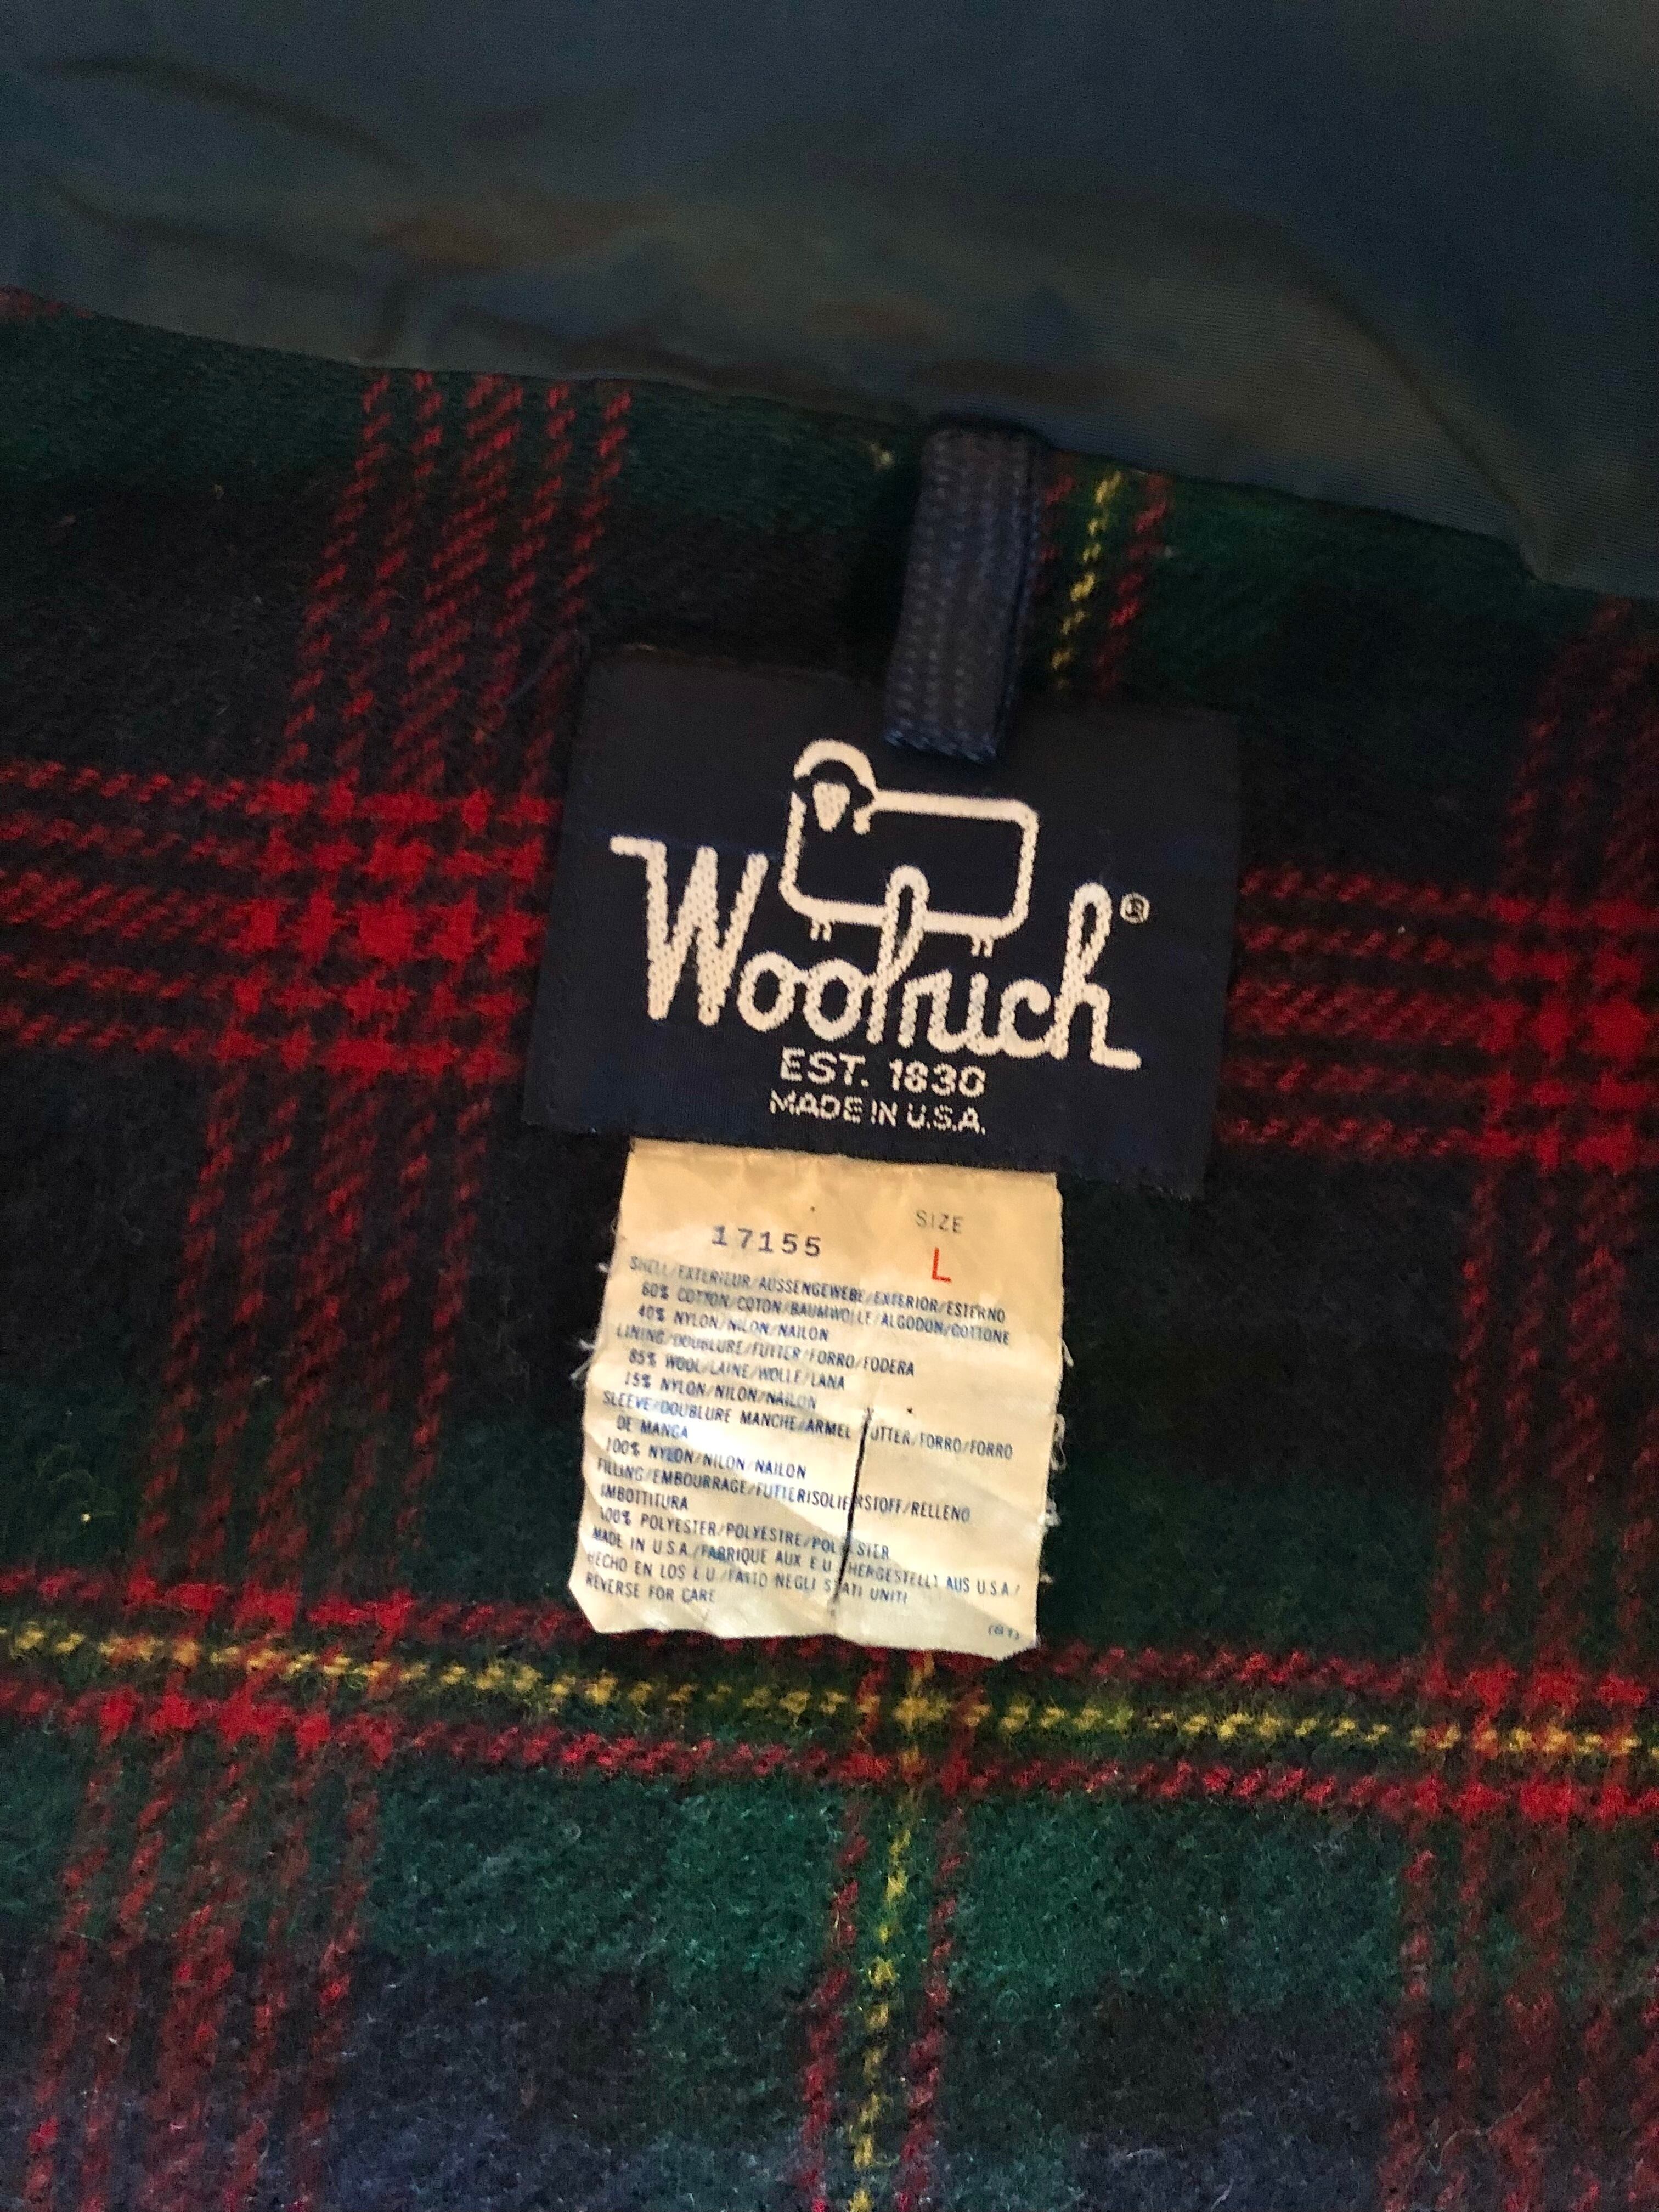 Woolrich®
EST. 1830
MADE IN U.S.A.
SIZE
17155 L
SHELL/EXTERIEUR/AUSSENGEWEBE/EXTERIOR/ESTERNO
60% COTTON/COTON/BAUMWOLLE/ALGODON/COTTONE
40% NYLON/NILON/NAILON
LINING/DOUBLURE/FUTTER/FORRO/FODERA
85% WOOL/LAINE/WOLLE/LANA
15% NYLON/NILON/NAILON
SLEEVE/DOUBLURE MANCHE/ARMEL FUTTER/FORRO/FORRO
DE MANGA
100% NYLON/NILON/NAILON
FILLING/EMBOURRAGE/FUTTERISOLIERSTOFF/RELLENO
IMBOTTITURA
100% POLYESTER/POLYESTRE/POLYESTER
MADE IN U.S.A./FABRIQUE AUX E U/HERGESTELLT AUS U.S.A./
HECHO EN LOS E U/FATTO NEGLI STATI UNITI
REVERSE FOR CARE